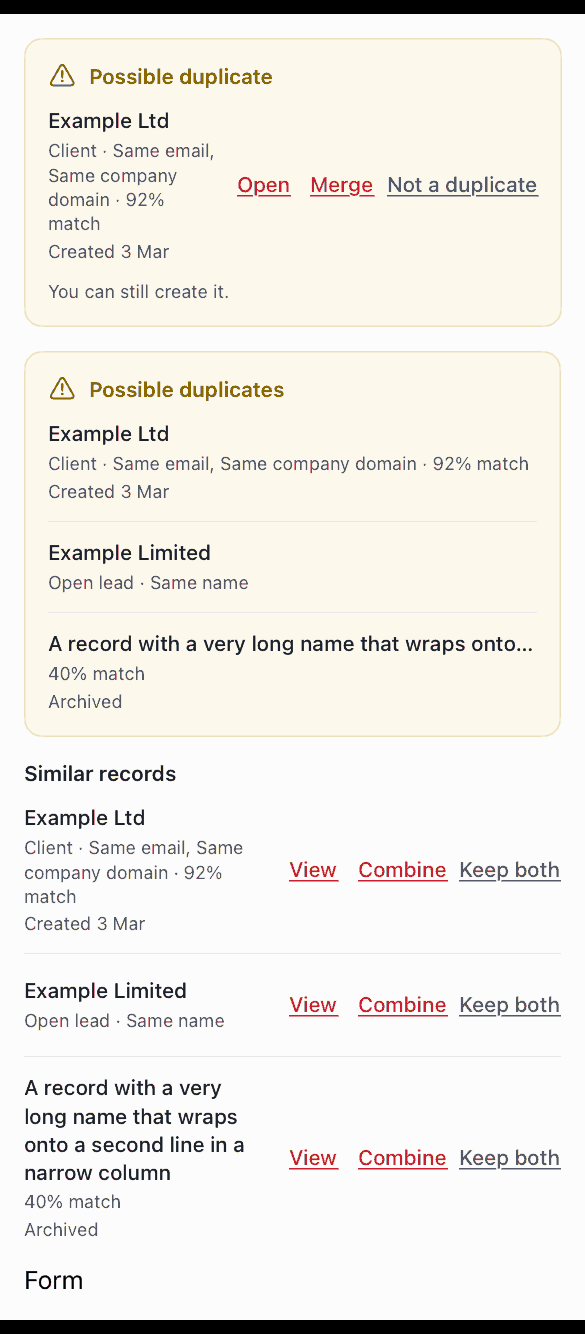 Possible duplicate
Example Ltd
Client · Same email,
Same company
domain · 92%
match
Created 3 Mar
Open Merge Not a duplicate
You can still create it.
Possible duplicates
Example Ltd
Client · Same email, Same company domain · 92% match
Created 3 Mar
Example Limited
Open lead · Same name
A record with a very long name that wraps onto...
40% match
Archived
Similar records
Example Ltd
Client · Same email, Same
company domain · 92%
match
Created 3 Mar
View Combine Keep both
Example Limited
Open lead · Same name
View Combine Keep both
A record with a very
long name that wraps
onto a second line in a
narrow column
40% match
Archived
View Combine Keep both
Form